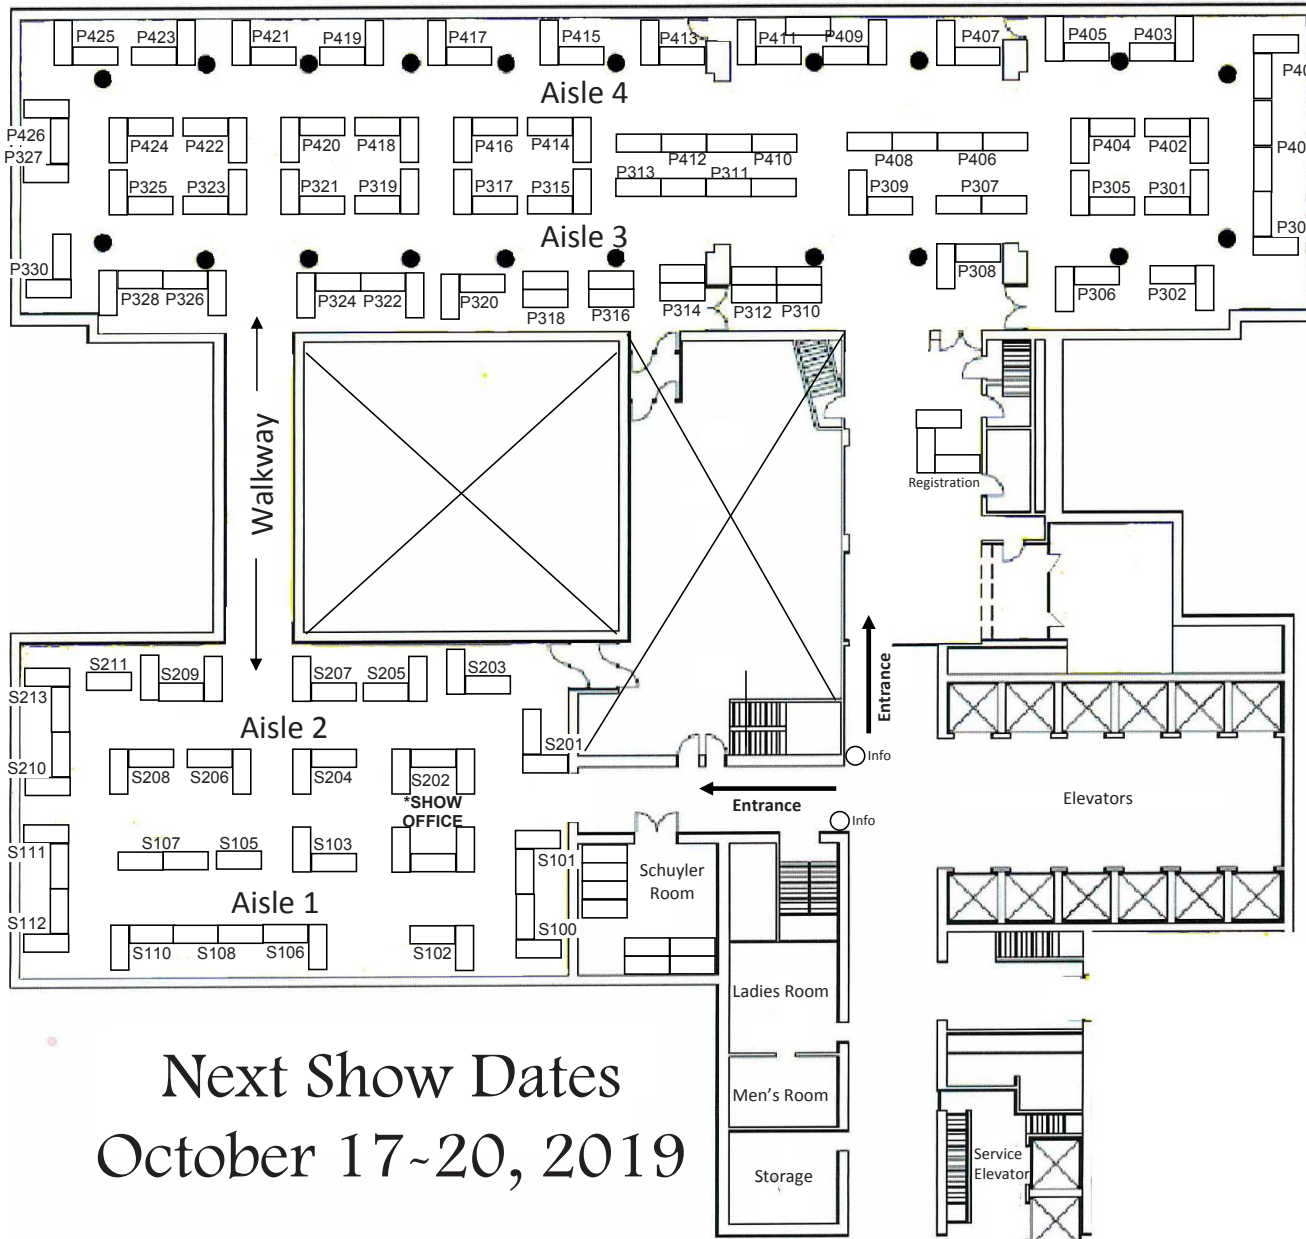 P425 P423 P421 P419 P417 P415 P413 P411 P409 P407 P405 P403
P40
Aisle 4
P426 P424 P422 P420 P418 P416 P414 P412 P410 P408 P406 P404 P402 P40
P327 P325 P323 P321 P319 P317 P315 P313 P311 P309 P307 P305 P301
P30
Aisle 3
P330 P328 P326 P324 P322 P320 P318 P316 P314 P312 P310 P308 P306 P302
Walkway
Registration
S213 S211 S209 S207 S205 S203
Aisle 2
S201
Entrance
Info
S210 S208 S206 S204 S202
*SHOW
OFFICE
Entrance
Info
Elevators
S111 S107 S105 S103 S101
Schuyler
Room
Aisle 1
S112 S110 S108 S106 S102 S100
Ladies Room
Men's Room
Storage
Service
Elevator
Next Show Dates
October 17-20, 2019